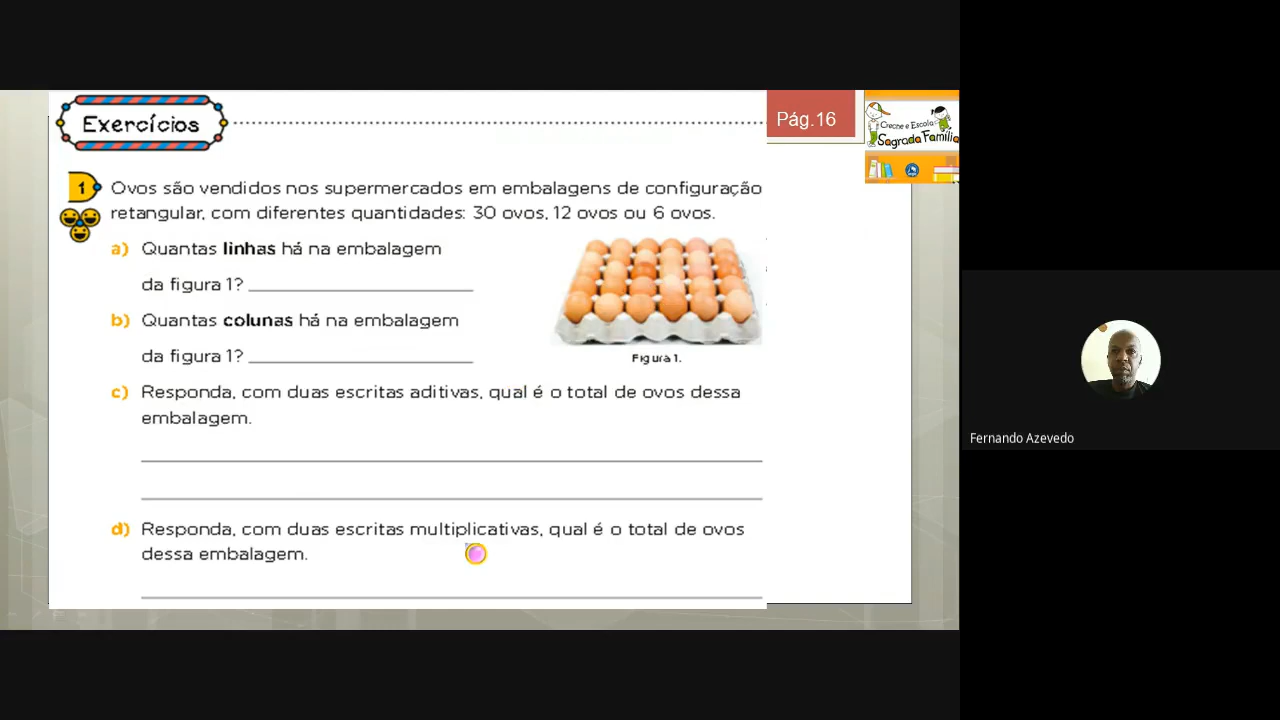 Exercícios
Pág.16
Creche e Escola
Sagrada Família
1
Ovos são vendidos nos supermercados em embalagens de configuração
retangular, com diferentes quantidades: 30 ovos, 12 ovos ou 6 ovos.
a) Quantas linhas há na embalagem
da figura 1?
b) Quantas colunas há na embalagem
da figura 1?
Figura 1.
c) Responda, com duas escritas aditivas, qual é o total de ovos dessa
embalagem.
d) Responda, com duas escritas multiplicativas, qual é o total de ovos
dessa embalagem.
Fernando Azevedo